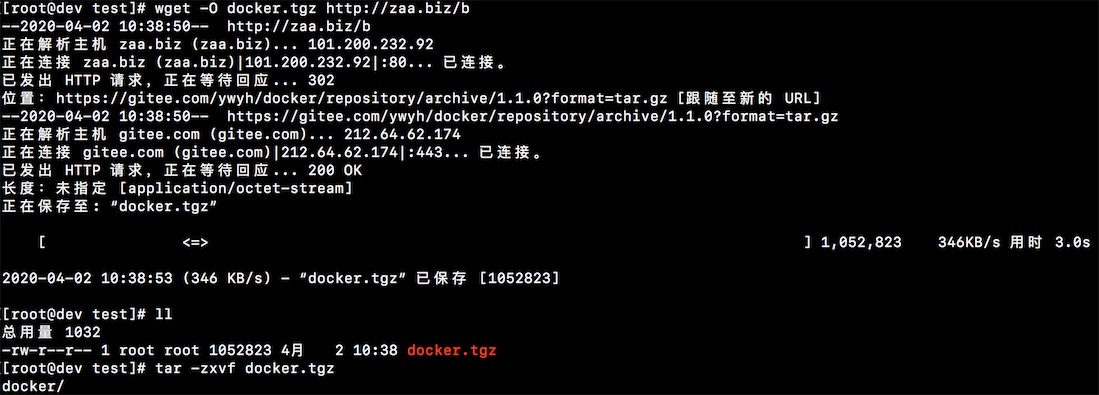 [root@dev test]# wget -O docker.tgz http://zaa.biz/b
--2020-04-02 10:38:50--  http://zaa.biz/b
正在解析主机 zaa.biz (zaa.biz)... 101.200.232.92
正在连接 zaa.biz (zaa.biz)|101.200.232.92|:80... 已连接。
已发出 HTTP 请求，正在等待回应... 302
位置：https://gitee.com/ywyh/docker/repository/archive/1.1.0?format=tar.gz [跟随至新的 URL]
--2020-04-02 10:38:50--  https://gitee.com/ywyh/docker/repository/archive/1.1.0?format=tar.gz
正在解析主机 gitee.com (gitee.com)... 212.64.62.174
正在连接 gitee.com (gitee.com)|212.64.62.174|:443... 已连接。
已发出 HTTP 请求，正在等待回应... 200 OK
长度：未指定 [application/octet-stream]
正在保存至: “docker.tgz”
[ <=> ] 1,052,823 346KB/s 用时 3.0s
2020-04-02 10:38:53 (346 KB/s) - “docker.tgz” 已保存 [1052823]
[root@dev test]# ll
总用量 1032
-rw-r--r-- 1 root root 1052823 4月 2 10:38 docker.tgz
[root@dev test]# tar -zxvf docker.tgz
docker/